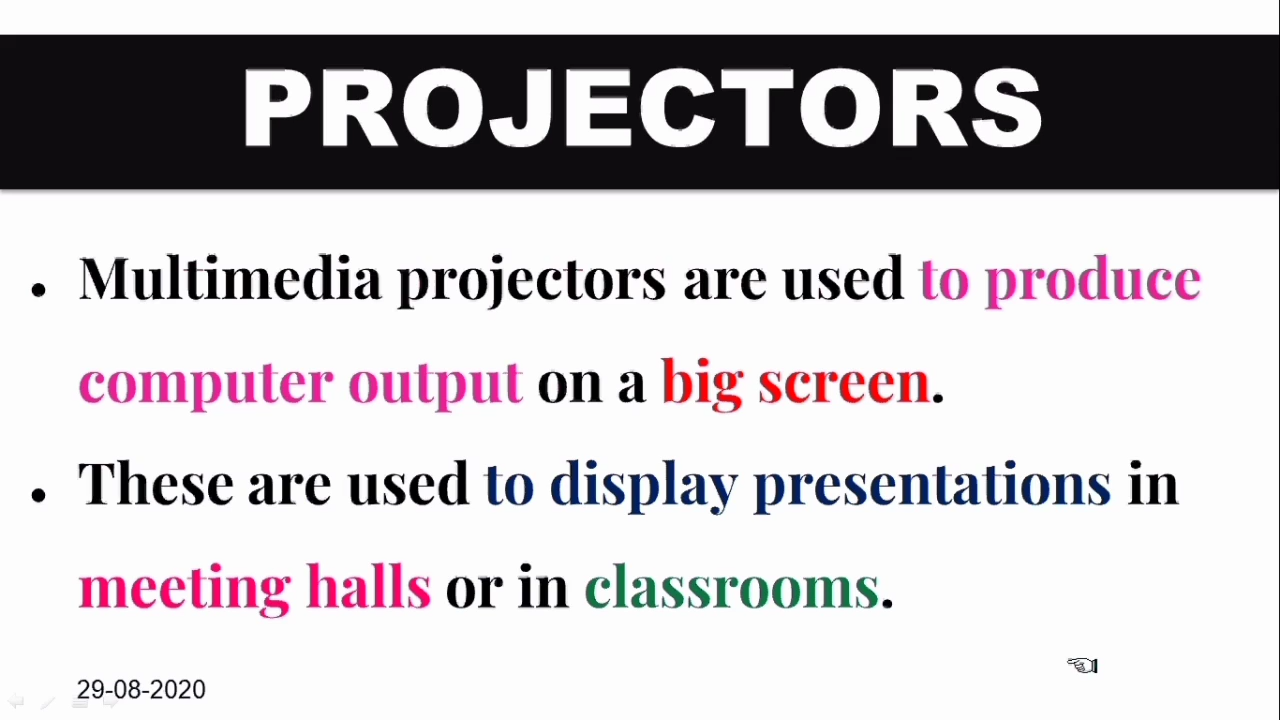 PROJECTORS
• Multimedia projectors are used to produce
computer output on a big screen.
• These are used to display presentations in
meeting halls or in classrooms.
29-08-2020